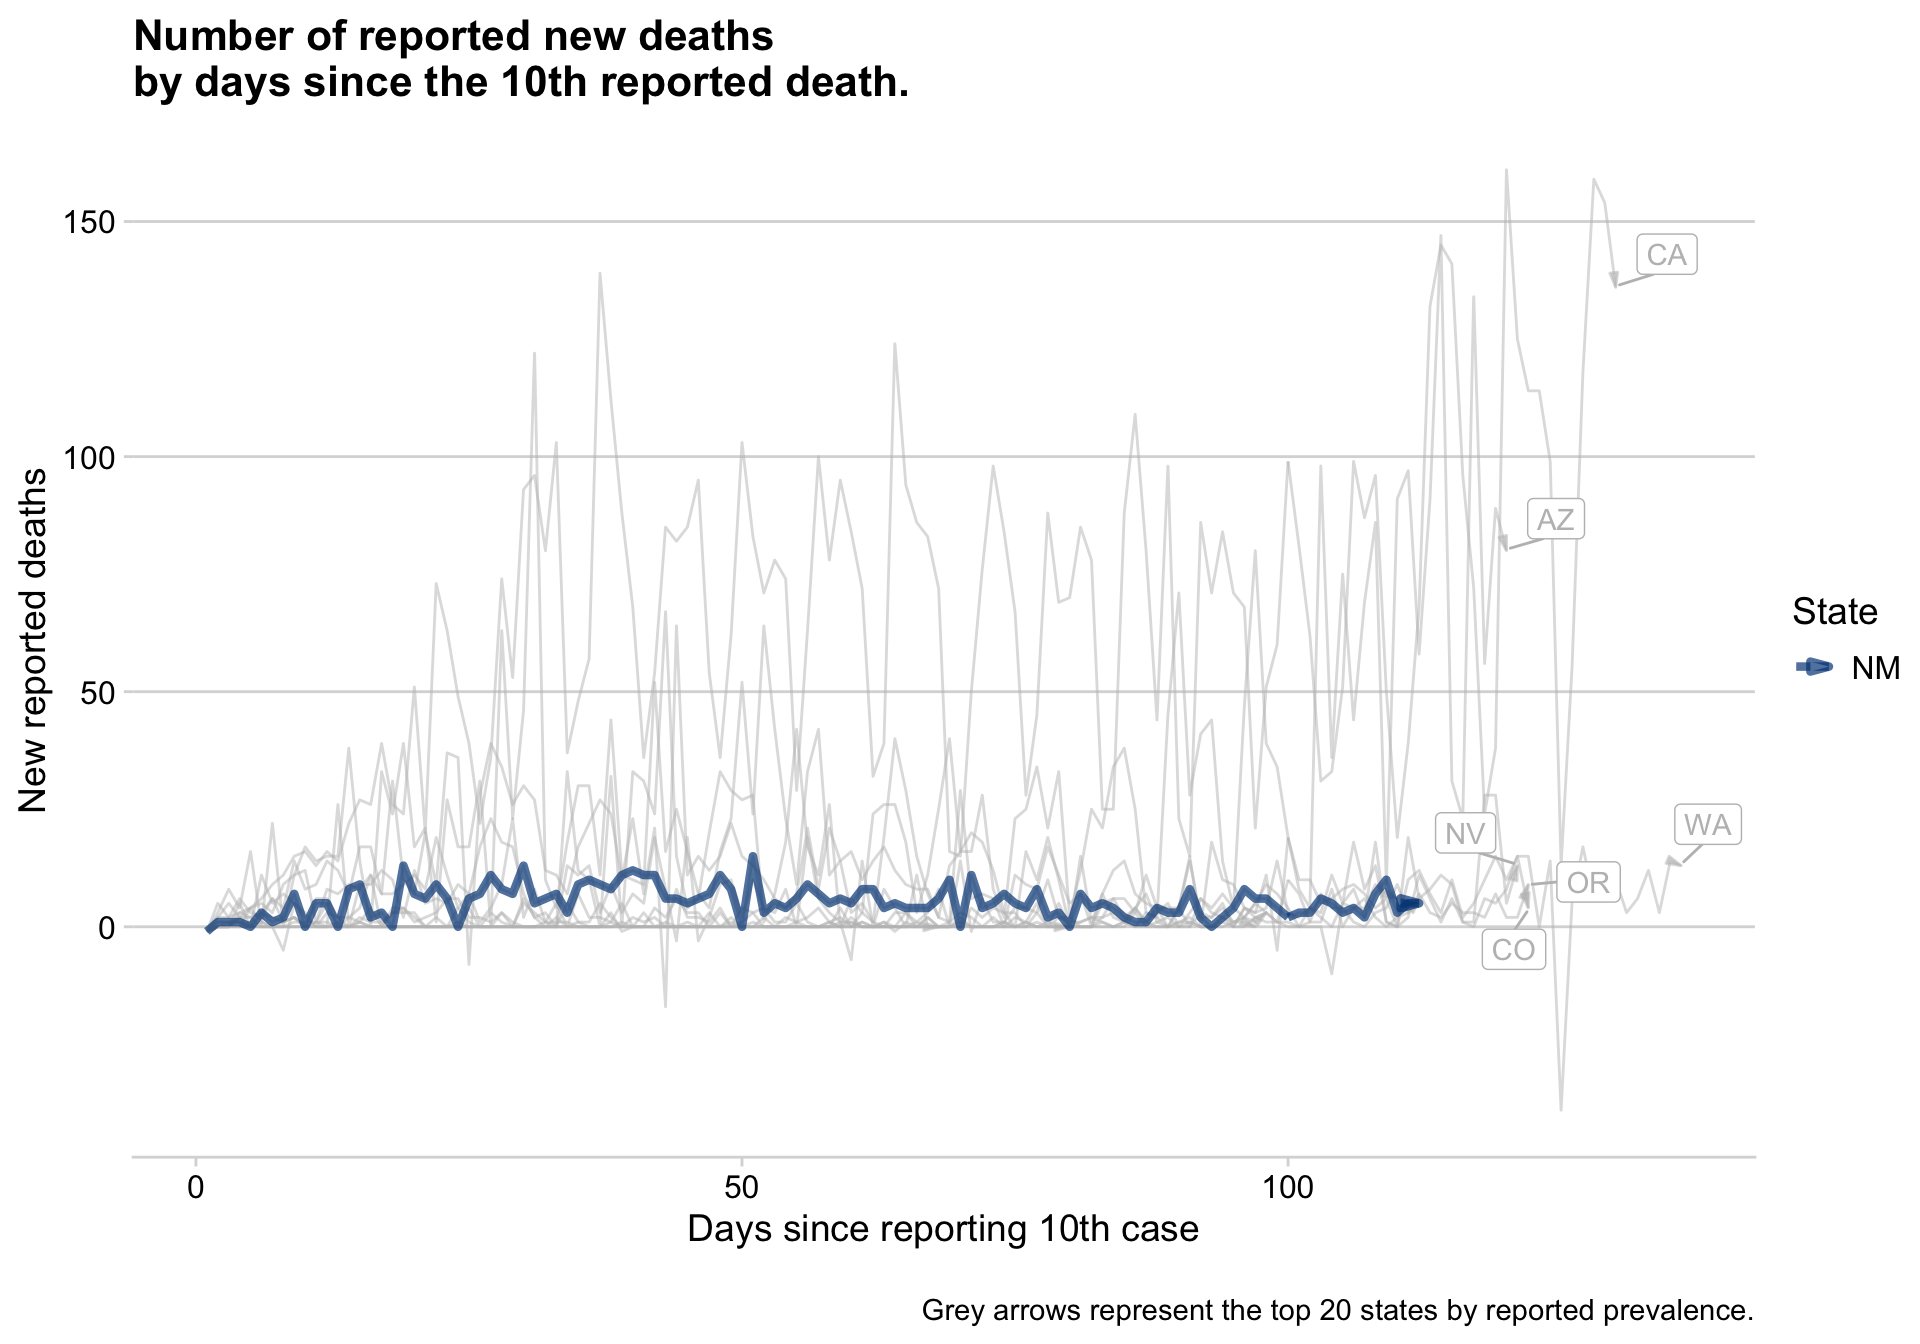 Number of reported new deaths
by days since the 10th reported death.
New reported deaths
150
100
50
0
CA
AZ
NV
WA
OR
CO
State
NM
0
50
100
Days since reporting 10th case
Grey arrows represent the top 20 states by reported prevalence.